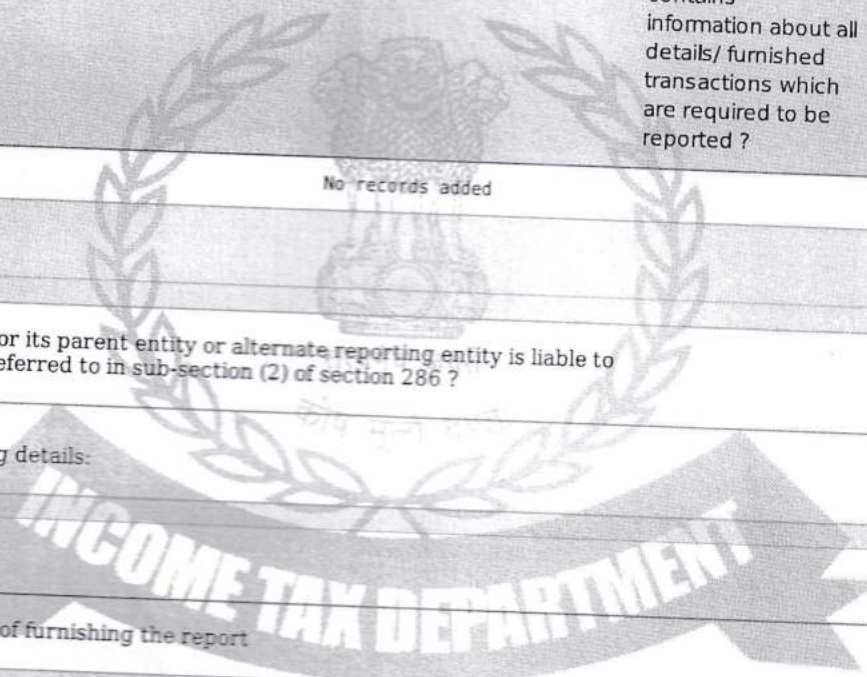 information about all
details/ furnished
transactions which
are required to be
reported ?
No records added
or its parent entity or alternate reporting entity is liable to
eferred to in sub-section (2) of section 286 ?
g details:
INCOME TAX DEPARTMENT
of furnishing the report